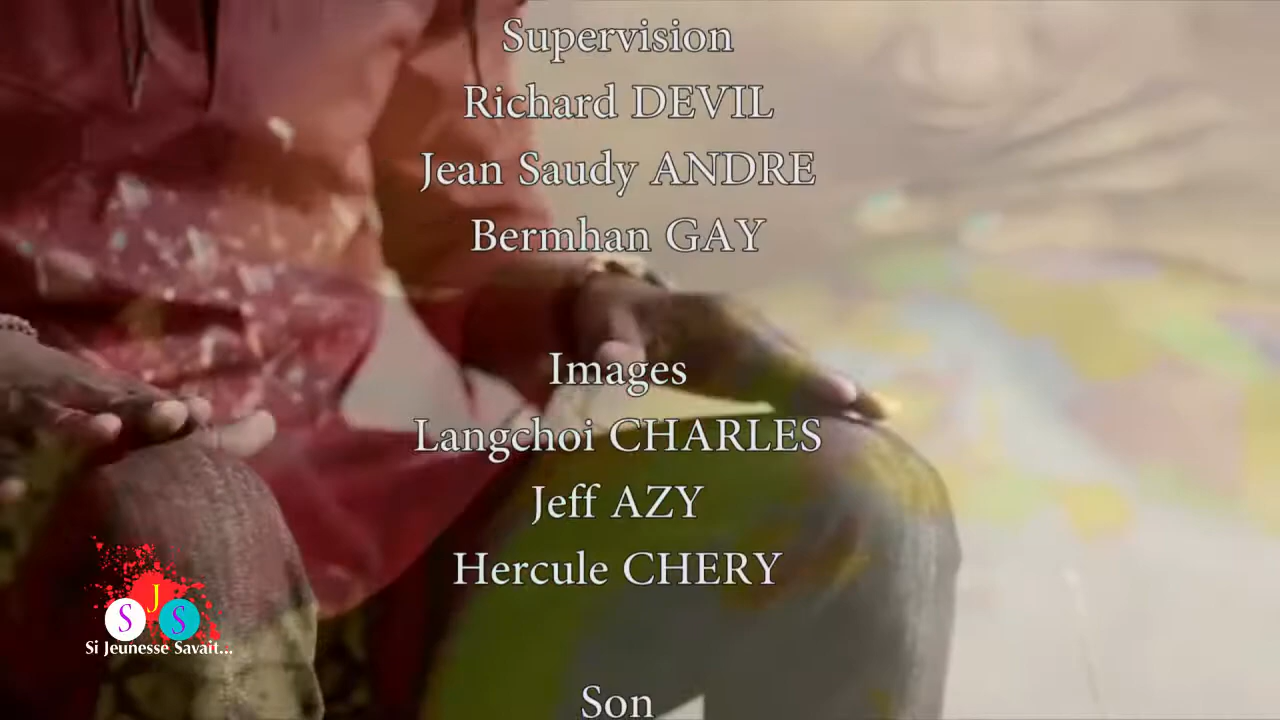 Supervision
Richard DEVIL
Jean Saudy ANDRE
Bermhan GAY
Images
Langchoi CHARLES
Jeff AZY
Hercule CHERY
SJS
Si Jeunesse Savait...
Son